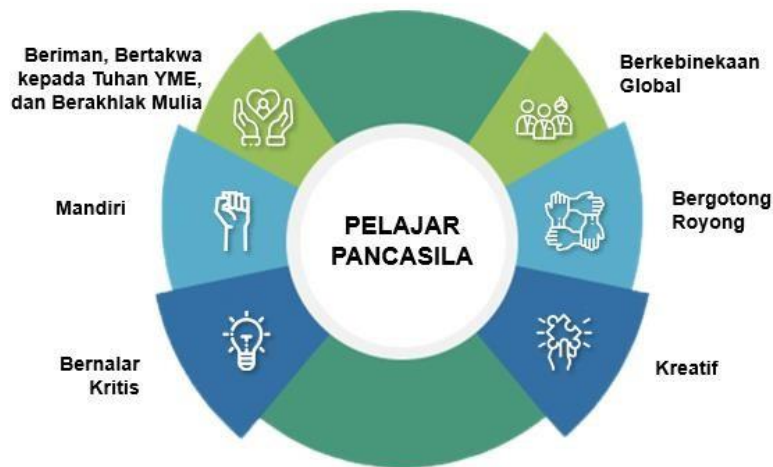 Beriman, Bertakwa
kepada Tuhan YME,
dan Berakhlak Mulia
Berkebinekaan
Global
Mandiri
PELAJAR
PANCASILA
Bergotong
Royong
Bernalar
Kritis
Kreatif